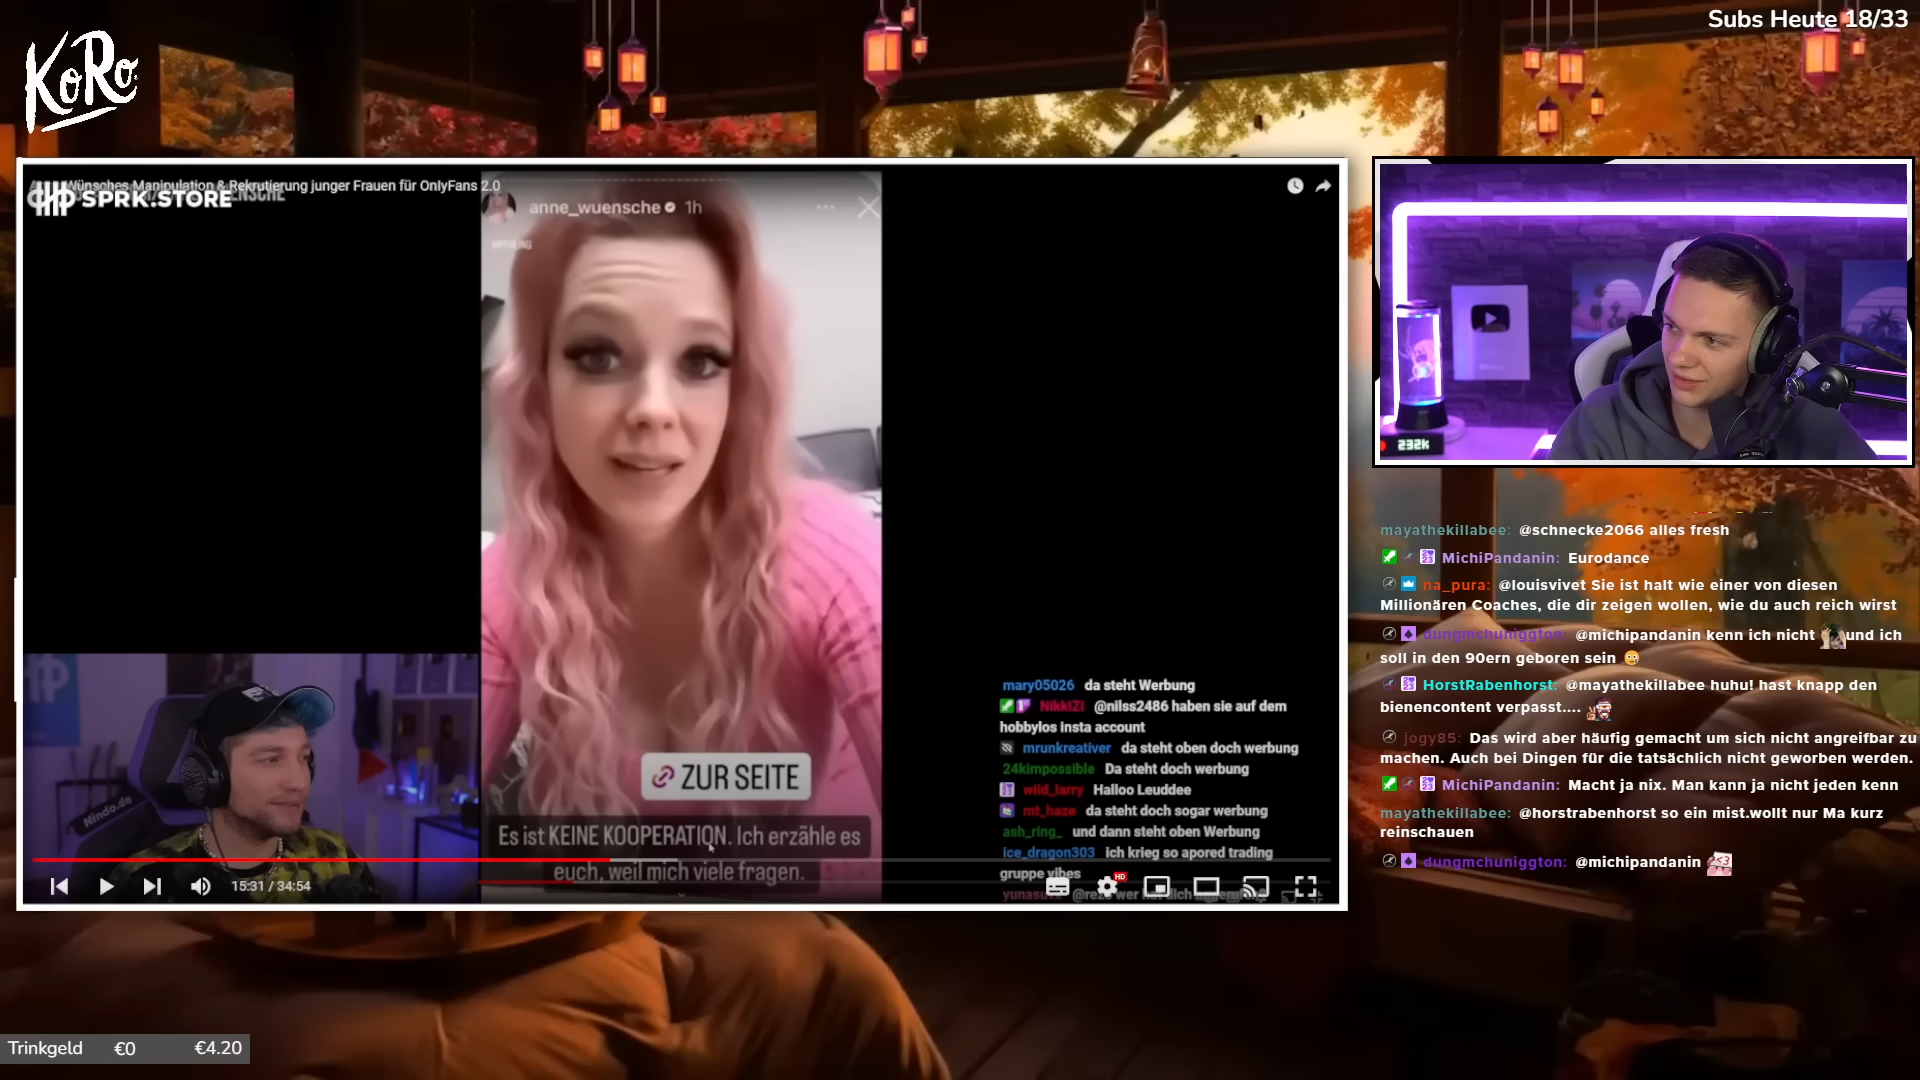 Subs Heute 18/33
KoRo
Wünsches Manipulation & Rekrutierung junger Frauen für OnlyFans 2.0
SPRK.STORE
anne_wuensche 1h
ZUR SEITE
Es ist KEINE KOOPERATION. Ich erzähle es
euch, weil mich viele fragen.
Nindo.de
mary05026 da steht Werbung
NikkiZ! @nilss2486 haben sie auf dem
hobbylos insta account
mrunkreativer da steht oben doch werbung
24kimpossible Da steht doch werbung
wild_larry Halloo Leuddee
mt_haze da steht doch sogar werbung
ash_ring_ und dann steht oben Werbung
ice_dragon303 ich krieg so apored trading
gruppe vibes
15:31 / 34:54
HD
232k
mayathekillabee: @schnecke2066 alles fresh
MichiPandanin: Eurodance
na_pura: @louisvivet Sie ist halt wie einer von diesen
Millionären Coaches, die dir zeigen wollen, wie du auch reich wirst
dungmchuniggton: @michipandanin kenn ich nicht und ich
soll in den 90ern geboren sein
HorstRabenhorst: @mayathekillabee huhu! hast knapp den
bienencontent verpasst....
jogy85: Das wird aber häufig gemacht um sich nicht angreifbar zu
machen. Auch bei Dingen für die tatsächlich nicht geworben werden.
MichiPandanin: Macht ja nix. Man kann ja nicht jeden kenn
mayathekillabee: @horstrabenhorst so ein mist.wollt nur Ma kurz
reinschauen
dungmchuniggton: @michipandanin
Trinkgeld €0 €4.20